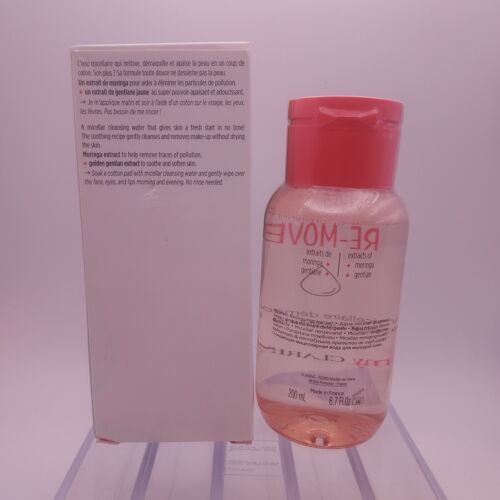 L'eau micellaire qui nettoie, démaquille et apaise la peau en un coup de
coton. Son plus ? Sa formule toute douce ne dessèche pas la peau.
Un extrait de moringa pour aider à éliminer les particules de pollution.
+ un extrait de gentiane jaune au super pouvoir apaisant et adoucissant.
→ Je m'applique matin et soir à l'aide d'un coton sur le visage, les yeux,
les lèvres. Pas besoin de me rincer !
A micellar cleansing water that gives skin a fresh start in no time!
The soothing recipe gently cleanses and removes make-up without drying
the skin.
Moringa extract to help remove traces of pollution.
+ golden gentian extract to soothe and soften skin.
→ Soak a cotton pad with micellar cleansing water and gently wipe over
the face, eyes, and lips morning and evening. No rinse needed.
RE-MOVE
extraits de
moringa +
gentiane +
extracts of
+ moringa
+ gentian
my CLARIN
Made in France
200 mL 6.7 Fl.Oz